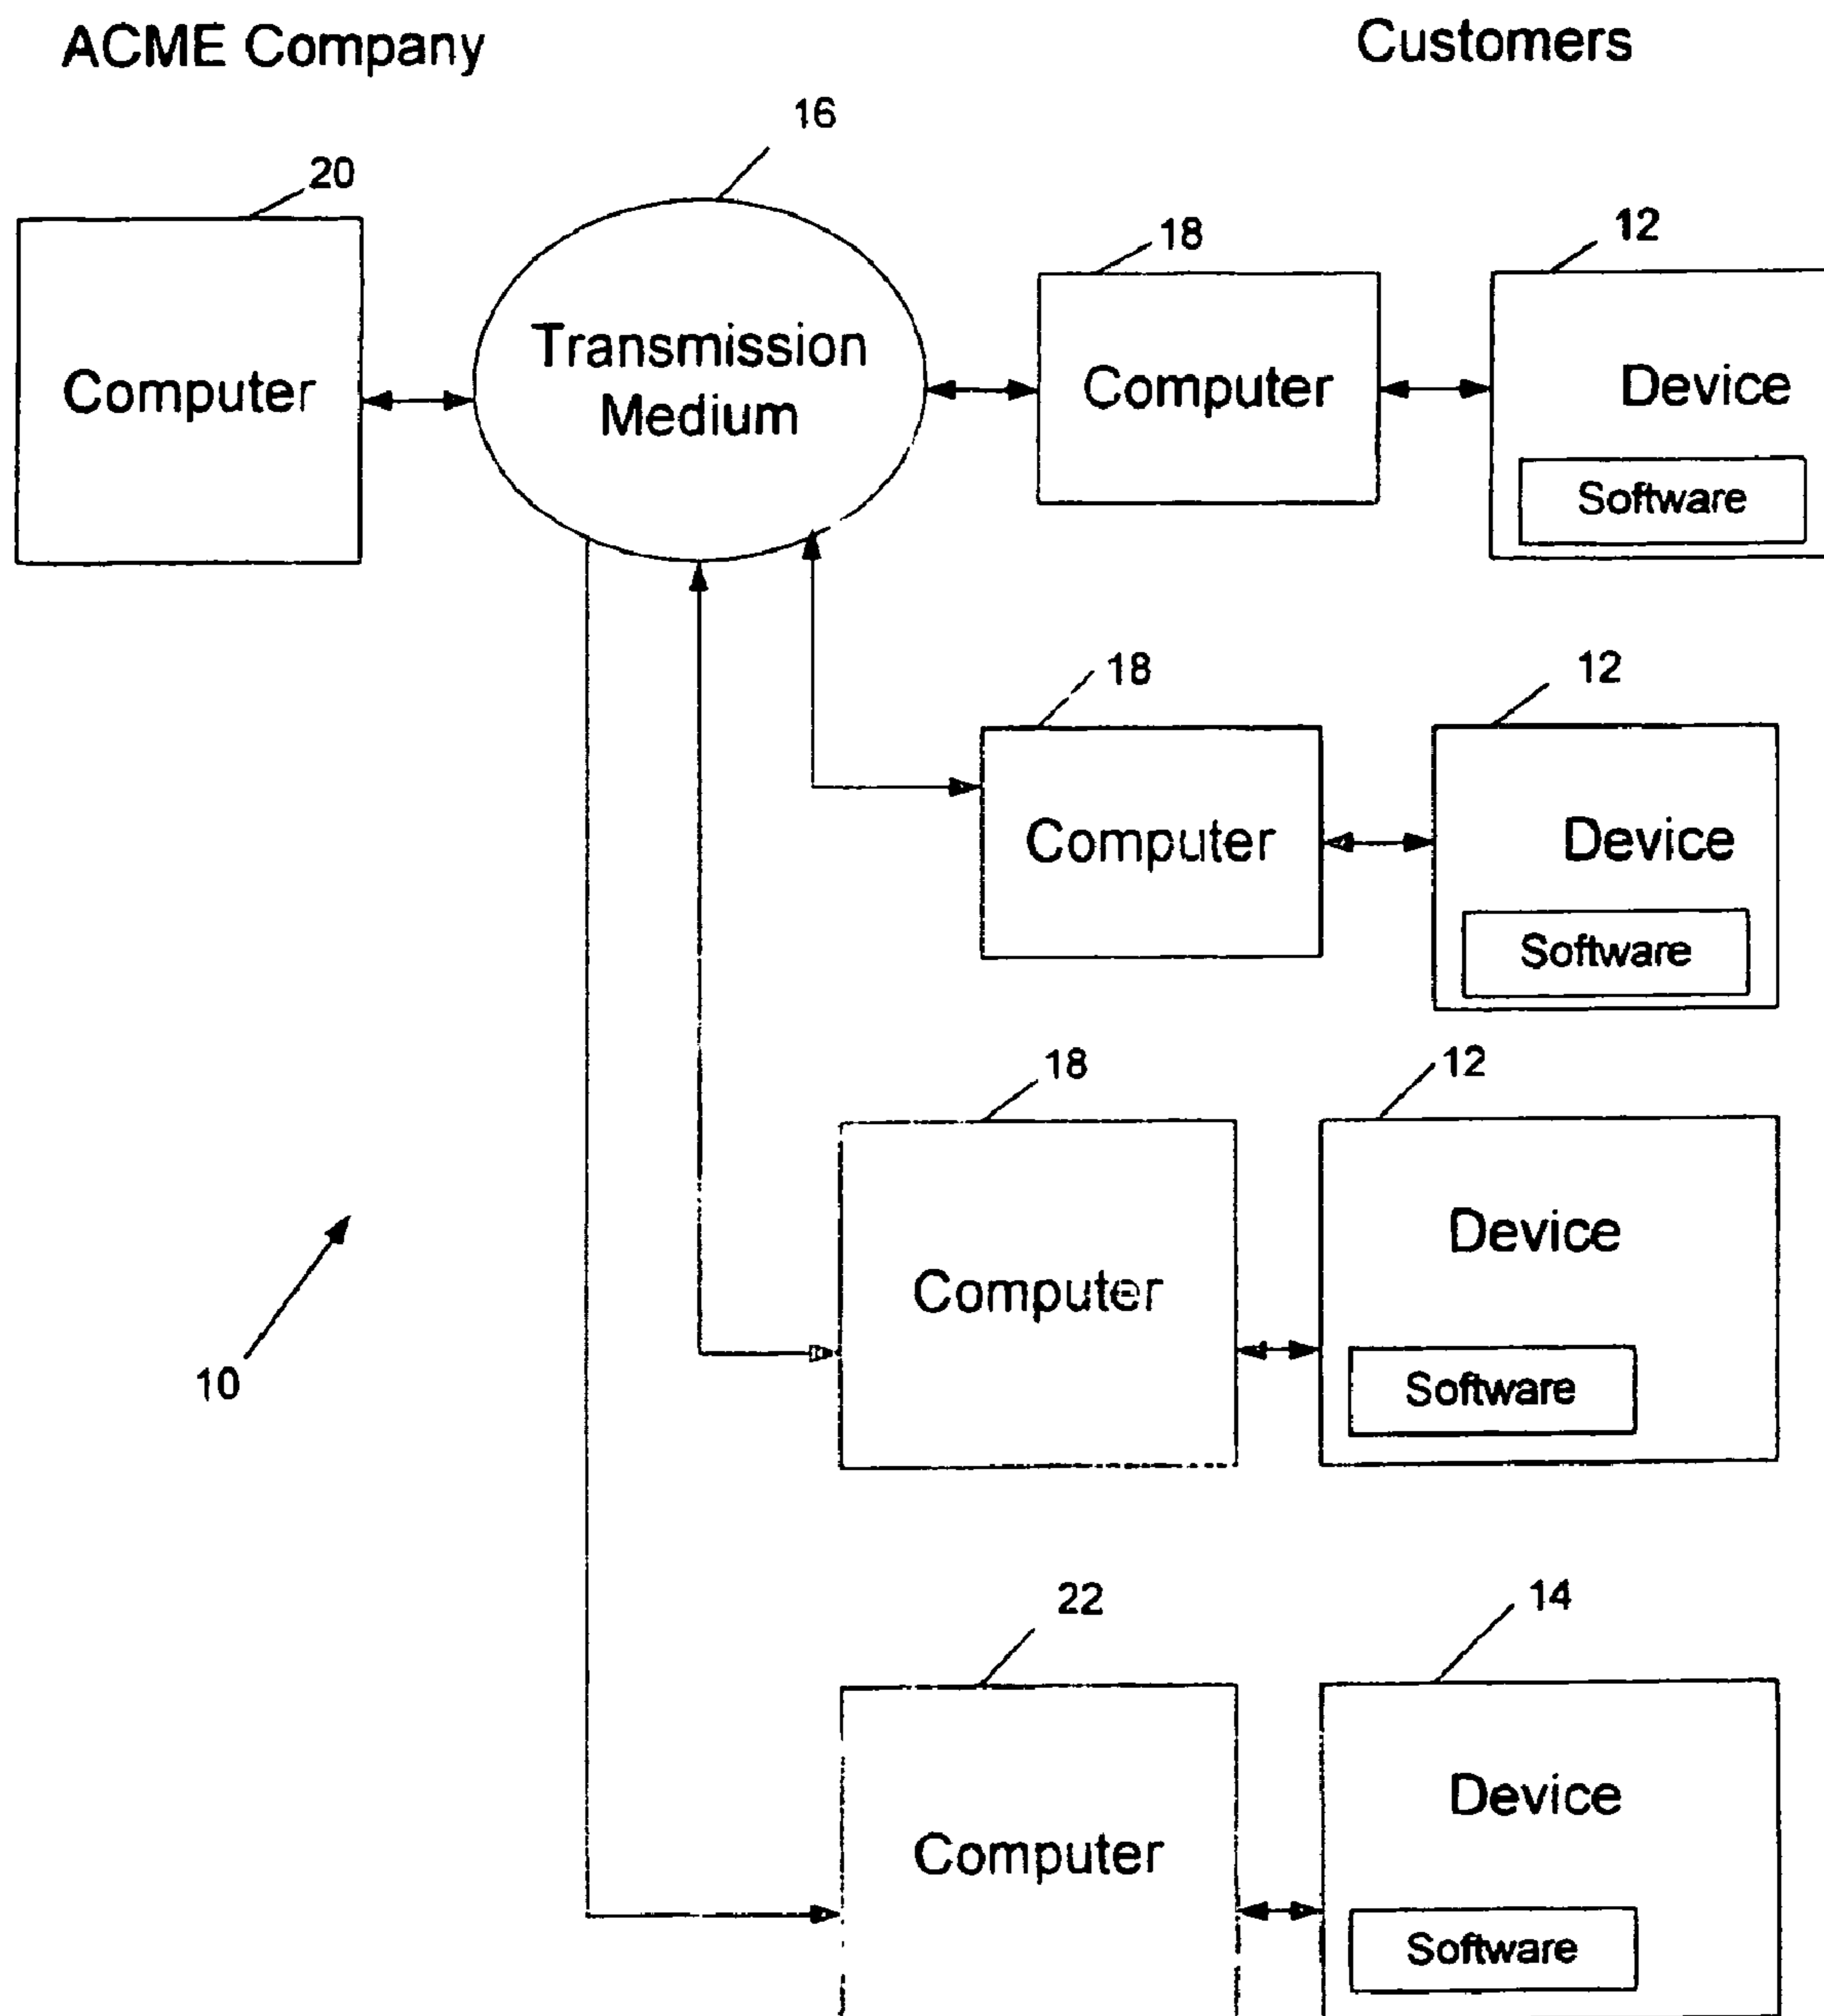 ACME Company
Customers
16
20
18
12
Transmission
Medium
Computer
Computer
Device
Software
18
12
Computer
Device
Software
18
12
Device
Computer
Software
10
22
14
Device
Computer
Software